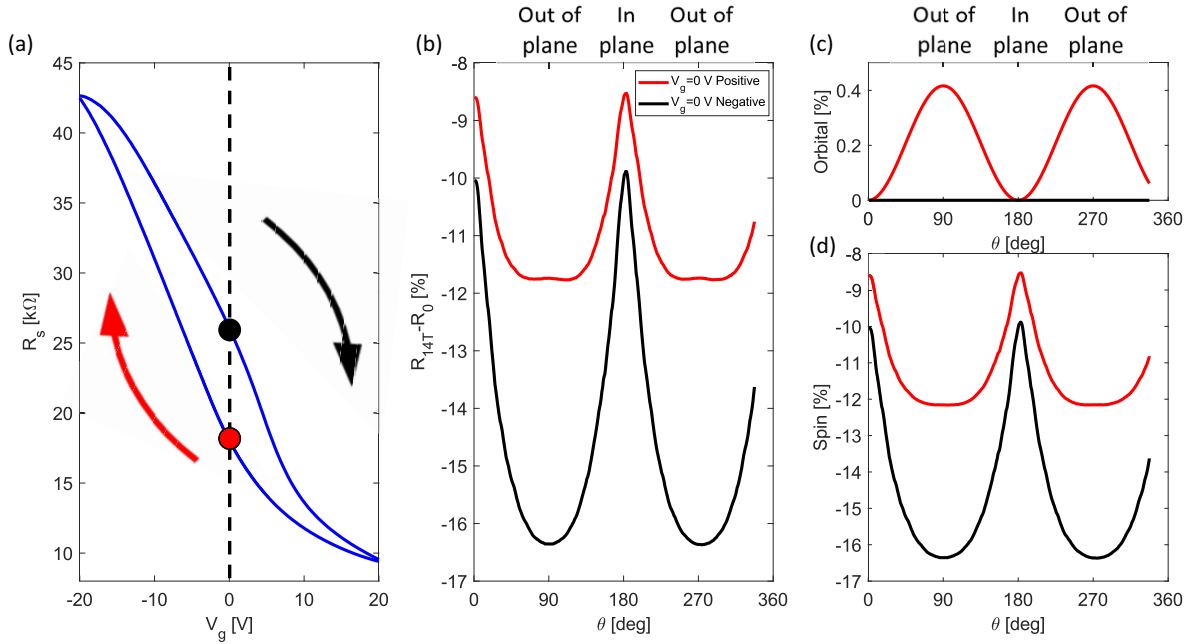 (a)
45
40
35
30
25
20
15
10
R_s [kΩ]
-20
-10
0
10
20
V_g [V]
(b)
Out of
plane
In
plane
Out of
plane
-8
-9
-10
-11
-12
-13
-14
-15
-16
-17
R_14T-R_0 [%]
V_g=0 V Positive
V_g=0 V Negative
0
90
180
270
360
θ [deg]
(c)
Out of
plane
In
plane
Out of
plane
0.4
0.2
0
Orbital [%]
0
90
180
270
360
θ [deg]
(d)
-8
-10
-12
-14
-16
-17
Spin [%]
0
90
180
270
360
θ [deg]